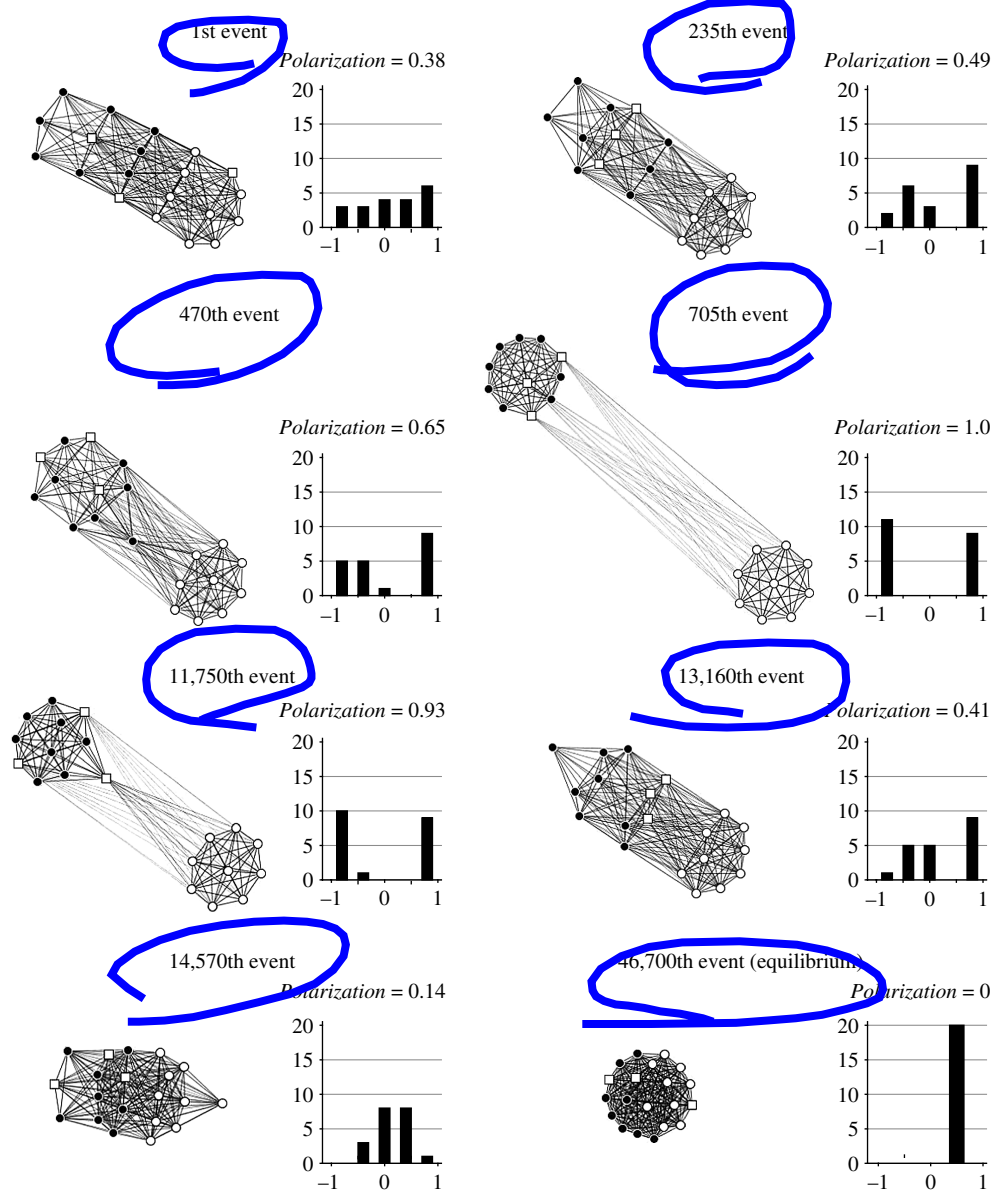 1st event
Polarization = 0.38
20
15
10
5
0
–1 0 1
235th event
Polarization = 0.49
20
15
10
5
0
–1 0 1
470th event
Polarization = 0.65
20
15
10
5
0
–1 0 1
705th event
Polarization = 1.0
20
15
10
5
0
–1 0 1
11,750th event
Polarization = 0.93
20
15
10
5
0
–1 0 1
13,160th event
Polarization = 0.41
20
15
10
5
0
–1 0 1
14,570th event
Polarization = 0.14
20
15
10
5
0
–1 0 1
46,700th event (equilibrium)
Polarization = 0
20
15
10
5
0
–1 0 1